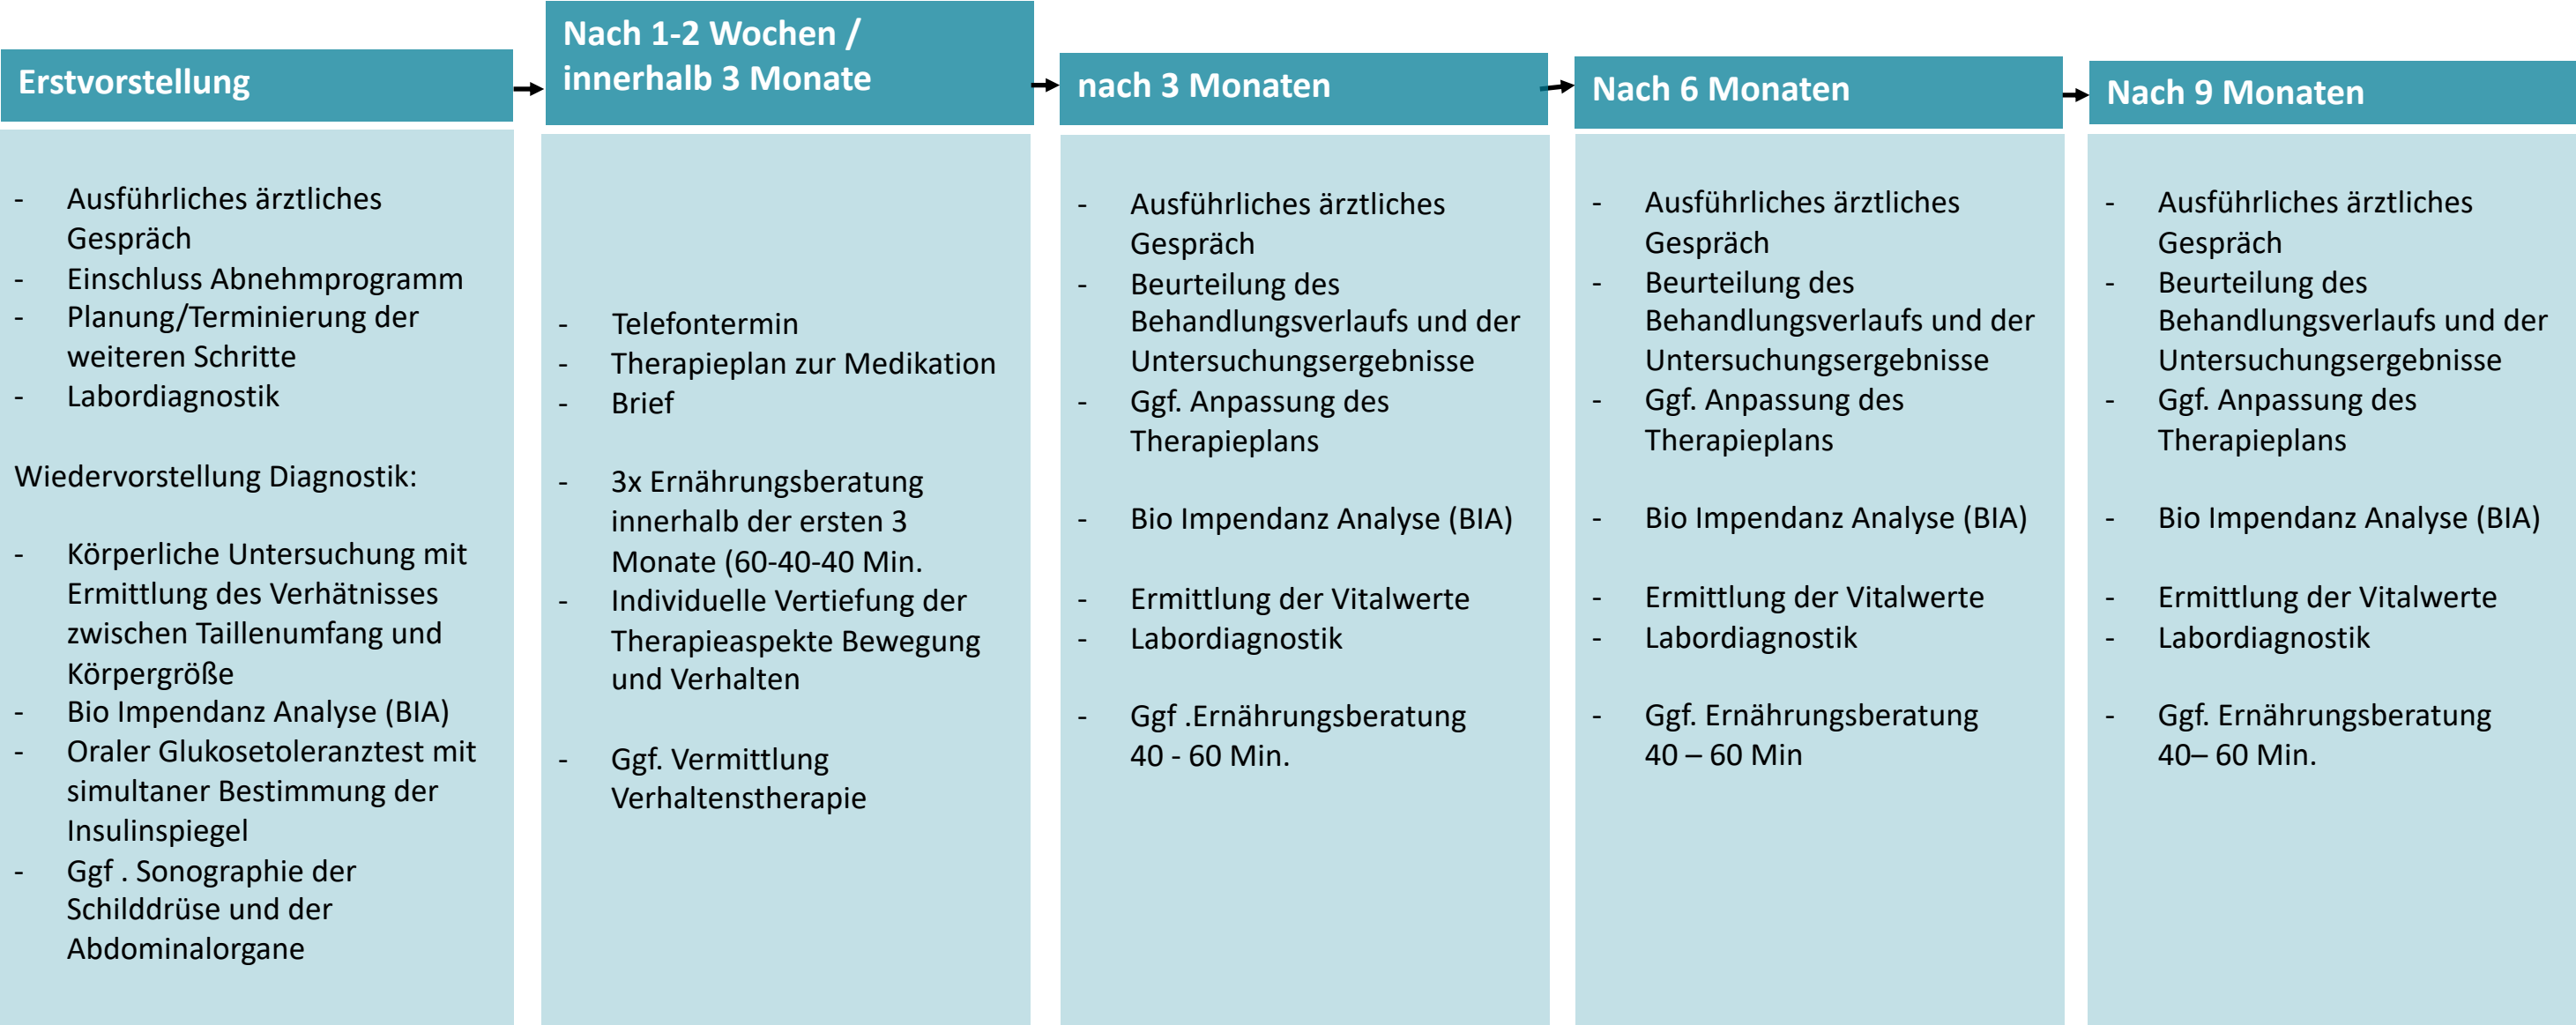 Erstvorstellung
- Ausführliches ärztliches
Gespräch
- Einschluss Abnehmprogramm
- Planung/Terminierung der
weiteren Schritte
- Labordiagnostik
Wiedervorstellung Diagnostik:
- Körperliche Untersuchung mit
Ermittlung des Verhätnisses
zwischen Taillenumfang und
Körpergröße
- Bio Impendanz Analyse (BIA)
- Oraler Glukosetoleranztest mit
simultaner Bestimmung der
Insulinspiegel
- Ggf . Sonographie der
Schilddrüse und der
Abdominalorgane
Nach 1-2 Wochen /
innerhalb 3 Monate
- Telefontermin
- Therapieplan zur Medikation
- Brief
- 3x Ernährungsberatung
innerhalb der ersten 3
Monate (60-40-40 Min.
- Individuelle Vertiefung der
Therapieaspekte Bewegung
und Verhalten
- Ggf. Vermittlung
Verhaltenstherapie
nach 3 Monaten
- Ausführliches ärztliches
Gespräch
- Beurteilung des
Behandlungsverlaufs und der
Untersuchungsergebnisse
- Ggf. Anpassung des
Therapieplans
- Bio Impendanz Analyse (BIA)
- Ermittlung der Vitalwerte
- Labordiagnostik
- Ggf .Ernährungsberatung
40 - 60 Min.
Nach 6 Monaten
- Ausführliches ärztliches
Gespräch
- Beurteilung des
Behandlungsverlaufs und der
Untersuchungsergebnisse
- Ggf. Anpassung des
Therapieplans
- Bio Impendanz Analyse (BIA)
- Ermittlung der Vitalwerte
- Labordiagnostik
- Ggf. Ernährungsberatung
40 – 60 Min
Nach 9 Monaten
- Ausführliches ärztliches
Gespräch
- Beurteilung des
Behandlungsverlaufs und der
Untersuchungsergebnisse
- Ggf. Anpassung des
Therapieplans
- Bio Impendanz Analyse (BIA)
- Ermittlung der Vitalwerte
- Labordiagnostik
- Ggf. Ernährungsberatung
40– 60 Min.